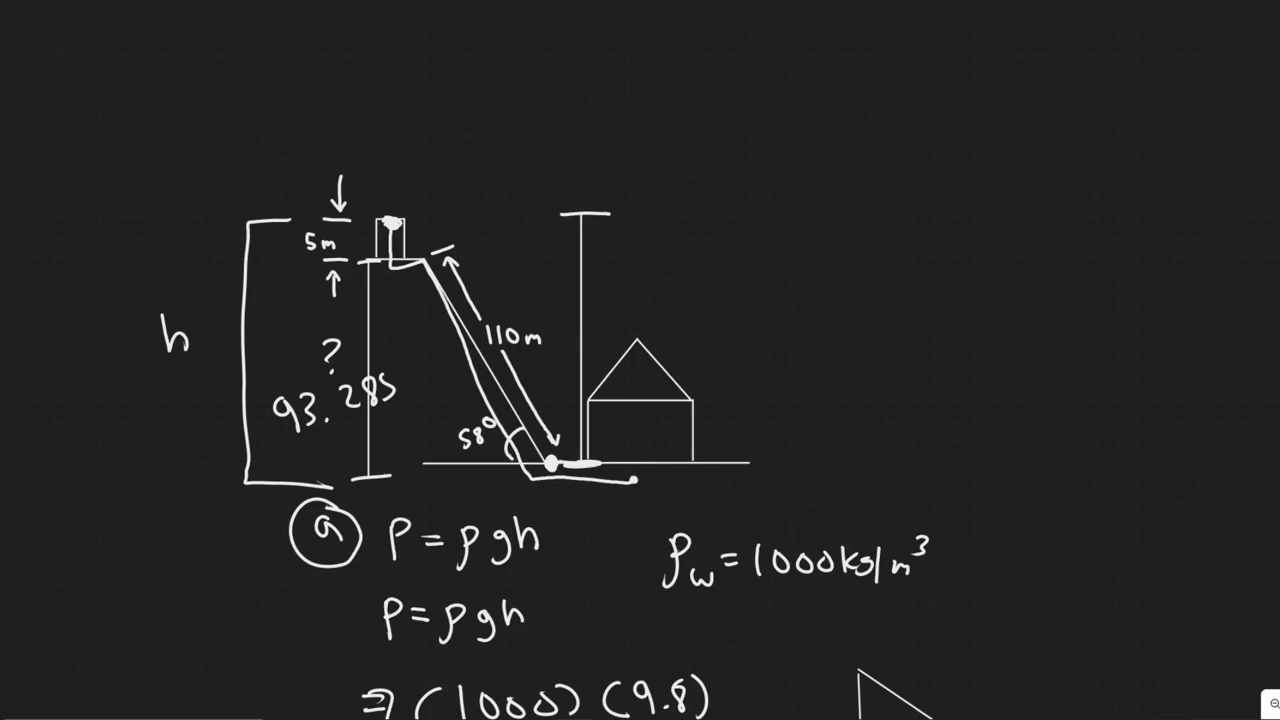 5m
110m
h
?
93.285
58°
a P = ρgh
ρw = 1000kg/m³
P = ρgh
⇒ (1000) (9.8)